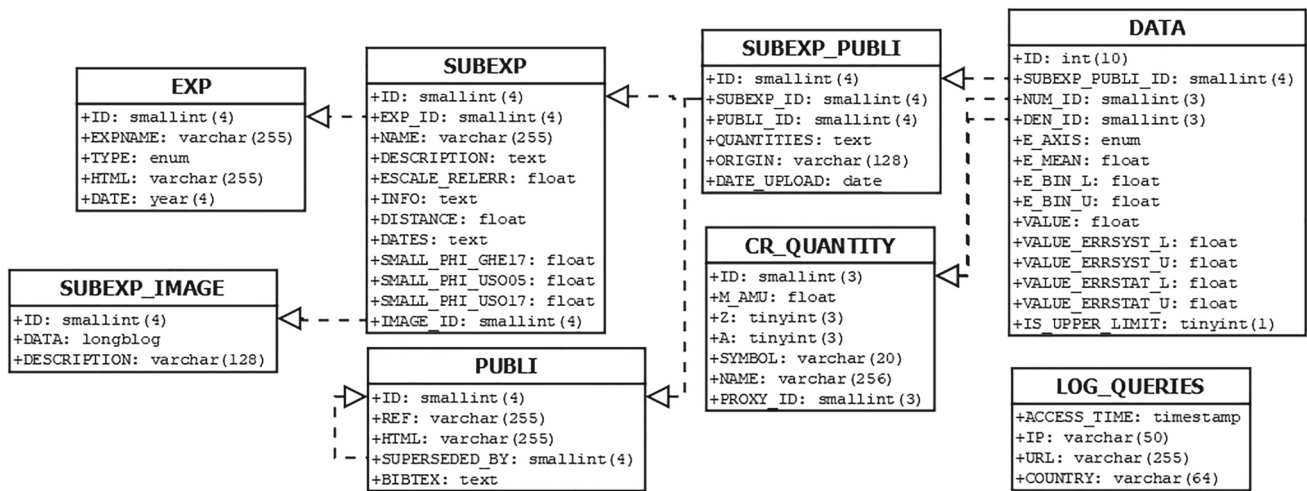 EXP
+ID: smallint(4)
+EXPNAME: varchar(255)
+TYPE: enum
+HTML: varchar(255)
+DATE: year(4)
SUBEXP_IMAGE
+ID: smallint(4)
+DATA: longblog
+DESCRIPTION: varchar(128)
SUBEXP
+ID: smallint(4)
+EXP_ID: smallint(4)
+NAME: varchar(255)
+DESCRIPTION: text
+ESCALE_RELERR: float
+INFO: text
+DISTANCE: float
+DATES: text
+SMALL_PHI_GHE17: float
+SMALL_PHI_USO05: float
+SMALL_PHI_USO17: float
+IMAGE_ID: smallint(4)
PUBLI
+ID: smallint(4)
+REF: varchar(255)
+HTML: varchar(255)
+SUPERSEDED_BY: smallint(4)
+BIBTEX: text
SUBEXP_PUBLI
+ID: smallint(4)
+SUBEXP_ID: smallint(4)
+PUBLI_ID: smallint(4)
+QUANTITIES: text
+ORIGIN: varchar(128)
+DATE_UPLOAD: date
CR_QUANTITY
+ID: smallint(3)
+M_AMU: float
+Z: tinyint(3)
+A: tinyint(3)
+SYMBOL: varchar(20)
+NAME: varchar(256)
+PROXY_ID: smallint(3)
DATA
+ID: int(10)
+SUBEXP_PUBLI_ID: smallint(4)
+NUM_ID: smallint(3)
+DEN_ID: smallint(3)
+E_AXIS: enum
+E_MEAN: float
+E_BIN_L: float
+E_BIN_U: float
+VALUE: float
+VALUE_ERRSYST_L: float
+VALUE_ERRSYST_U: float
+VALUE_ERRSTAT_L: float
+VALUE_ERRSTAT_U: float
+IS_UPPER_LIMIT: tinyint(1)
LOG_QUERIES
+ACCESS_TIME: timestamp
+IP: varchar(50)
+URL: varchar(255)
+COUNTRY: varchar(64)